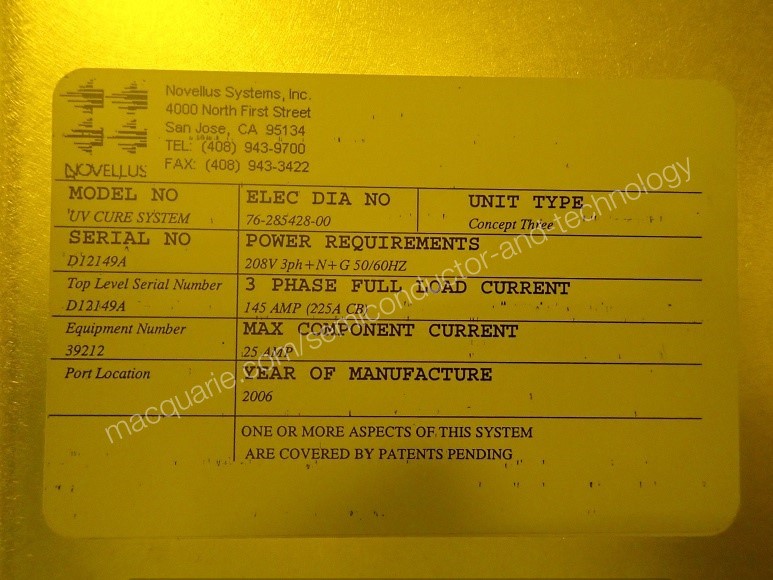 Novellus Systems, Inc.
4000 North First Street
San Jose, CA 95134
TEL: (408) 943-9700
FAX: (408) 943-3422
NOVELLUS
MODEL NO
UV CURE SYSTEM
ELEC DIA NO
76-285428-00
UNIT TYPE
Concept Three
SERIAL NO
D12149A
POWER REQUIREMENTS
208V 3ph+N+G 50/60HZ
Top Level Serial Number
D12149A
3 PHASE FULL LOAD CURRENT
145 AMP (225A CB)
Equipment Number
39212
MAX COMPONENT CURRENT
25 AMP
Port Location
YEAR OF MANUFACTURE
2006
ONE OR MORE ASPECTS OF THIS SYSTEM
ARE COVERED BY PATENTS PENDING
macquarie.com/semiconductor-and-technology